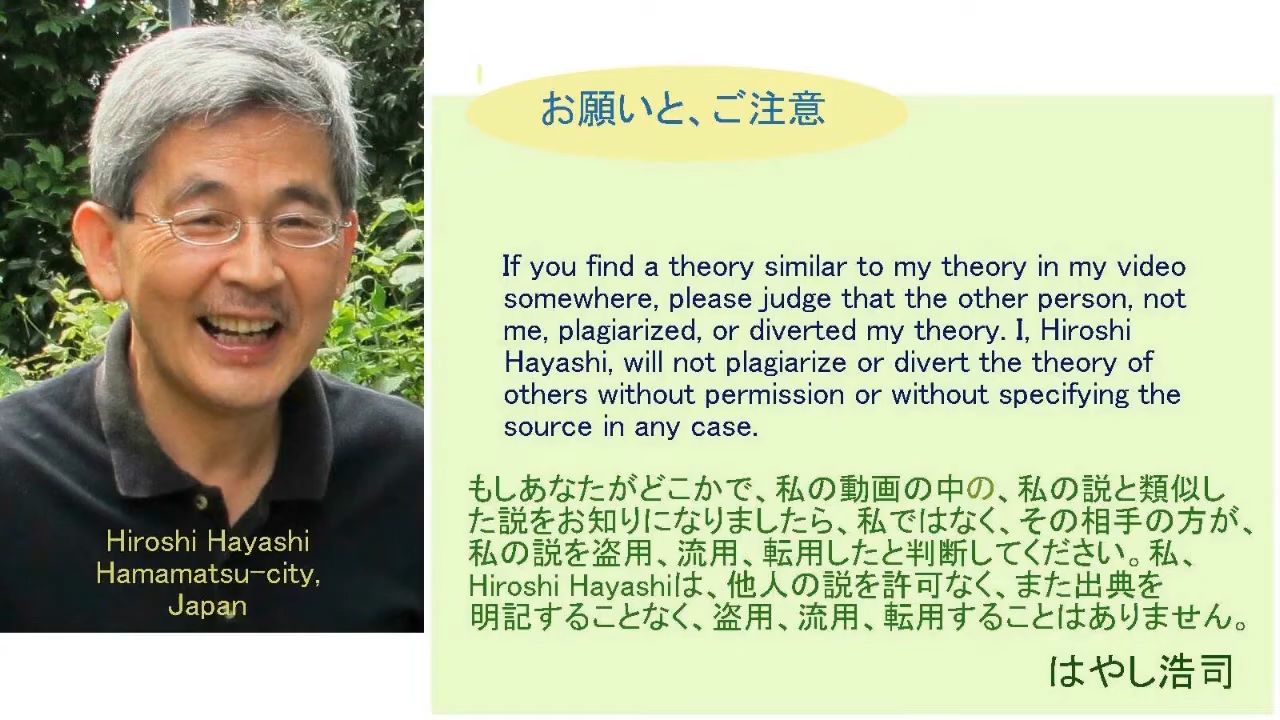 お願いと、ご注意
If you find a theory similar to my theory in my video
somewhere, please judge that the other person, not
me, plagiarized, or diverted my theory. I, Hiroshi
Hayashi, will not plagiarize or divert the theory of
others without permission or without specifying the
source in any case.
もしあなたがどこかで、私の動画の中の、私の説と類似し
た説をお知りになりましたら、私ではなく、その相手の方が、
私の説を盗用、流用、転用したと判断してください。私、
Hiroshi Hayashiは、他人の説を許可なく、また出典を
明記することなく、盗用、流用、転用することはありません。
はやし浩司
Hiroshi Hayashi
Hamamatsu-city,
Japan